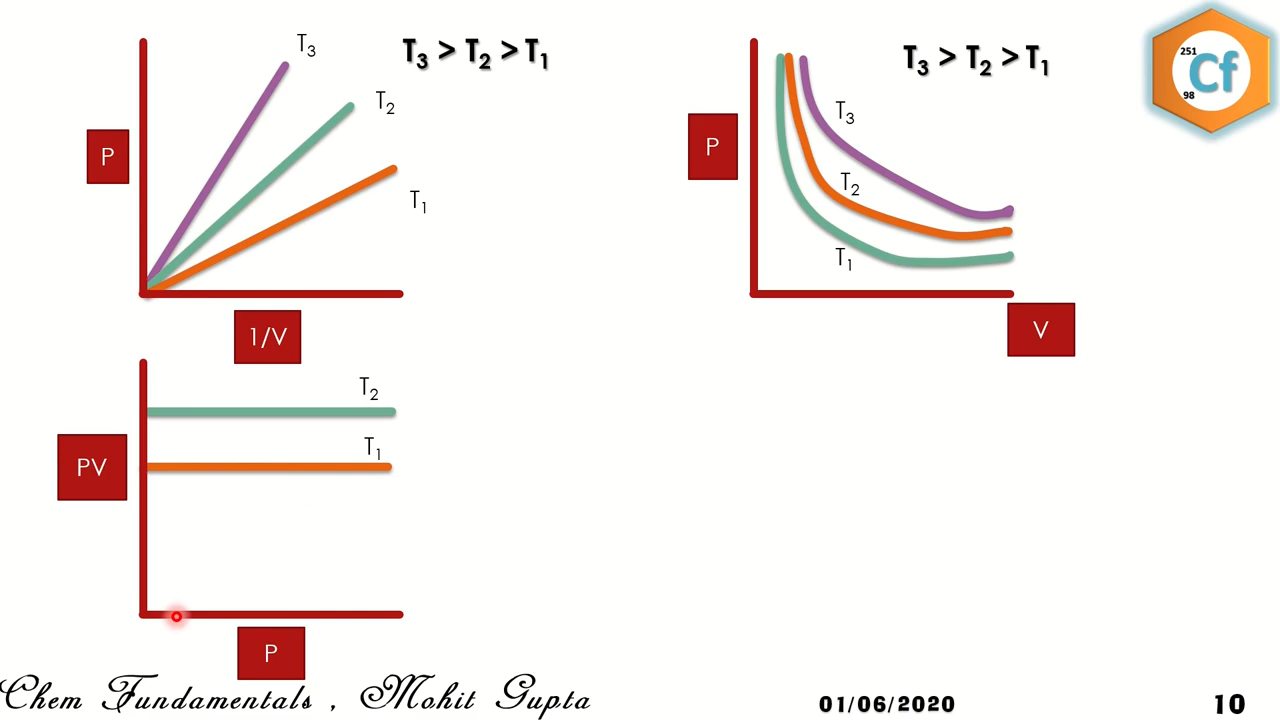 T₃
T₃ > T₂ > T₁
T₂
P
T₁
1/V
T₃ > T₂ > T₁
P
T₃
T₂
T₁
V
251
Cf
98
T₂
T₁
PV
P
Chem Fundamentals , Mohit Gupta
01/06/2020
10